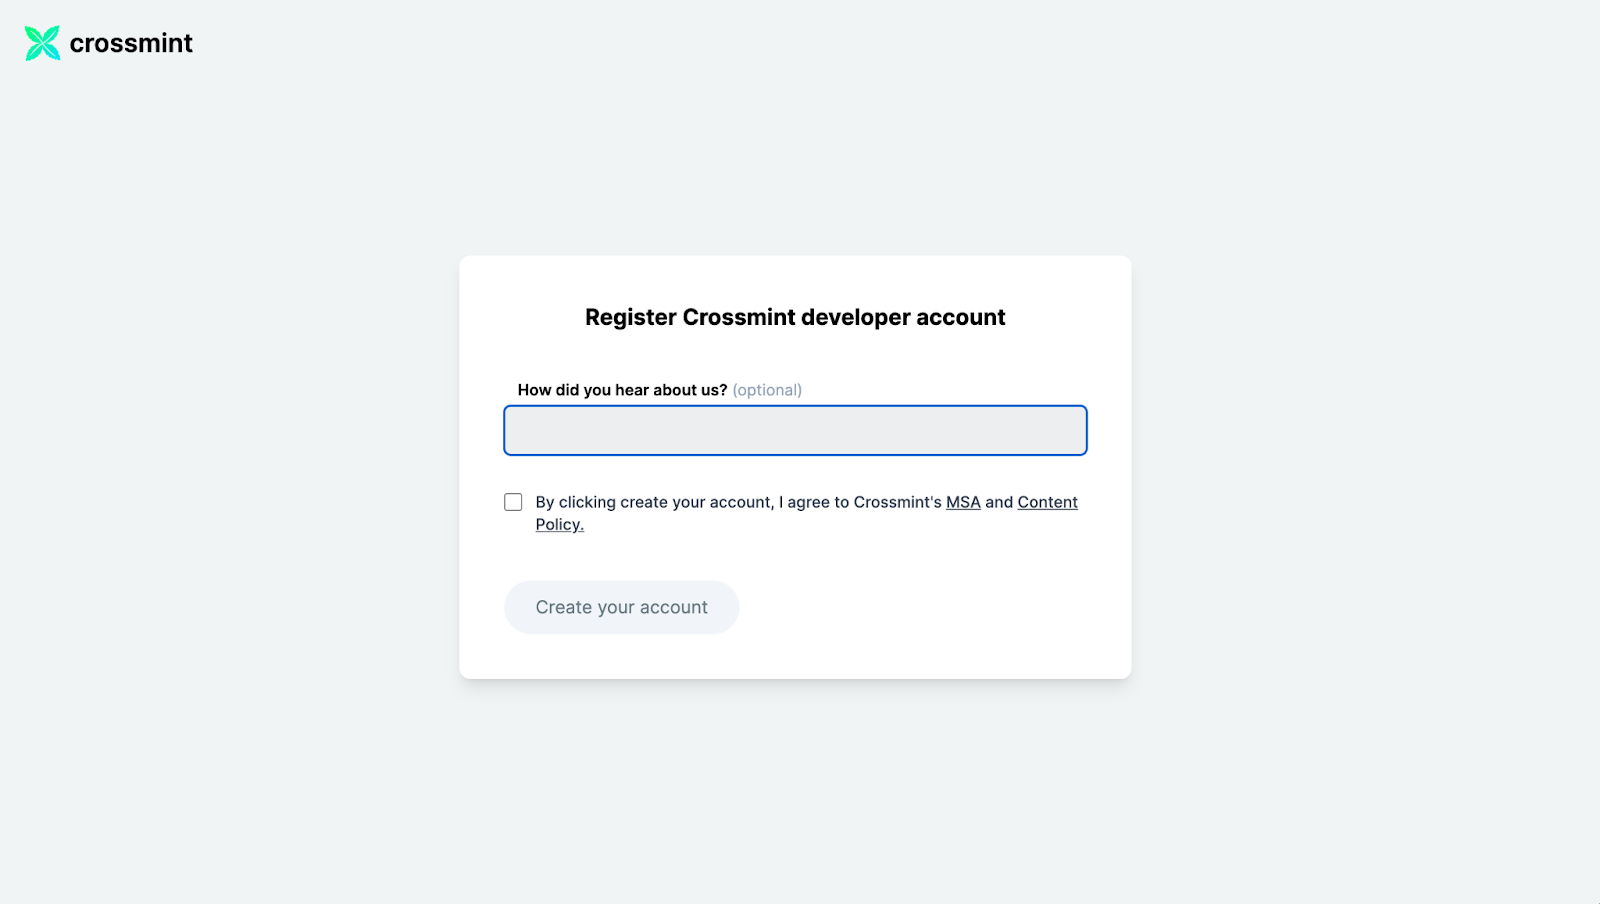 crossmint
Register Crossmint developer account
How did you hear about us? (optional)
By clicking create your account, I agree to Crossmint's MSA and Content
Policy.
Create your account